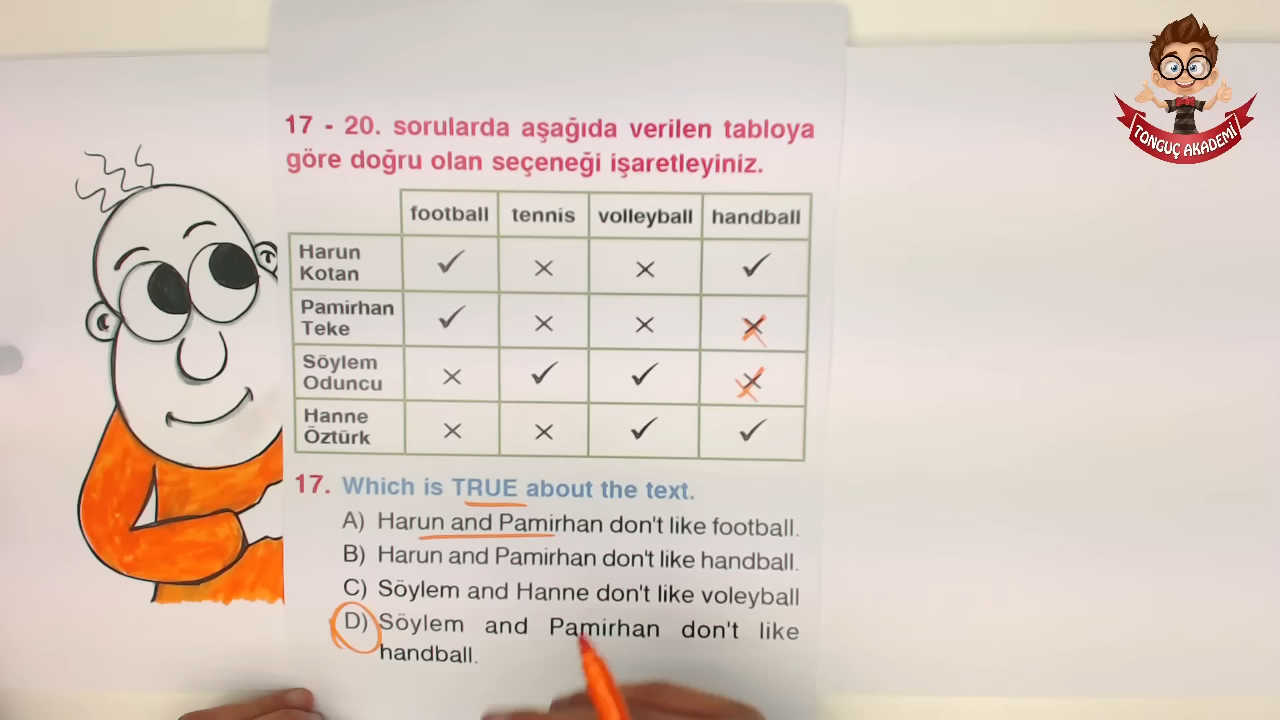 TONGUÇ AKADEMİ
17 - 20. sorularda aşağıda verilen tabloya
göre doğru olan seçeneği işaretleyiniz.
football tennis volleyball handball
Harun
Kotan
Pamirhan
Teke
Söylem
Oduncu
Hanne
Öztürk
17. Which is TRUE about the text.
A) Harun and Pamirhan don't like football.
B) Harun and Pamirhan don't like handball.
C) Söylem and Hanne don't like voleyball
D) Söylem and Pamirhan don't like
handball.